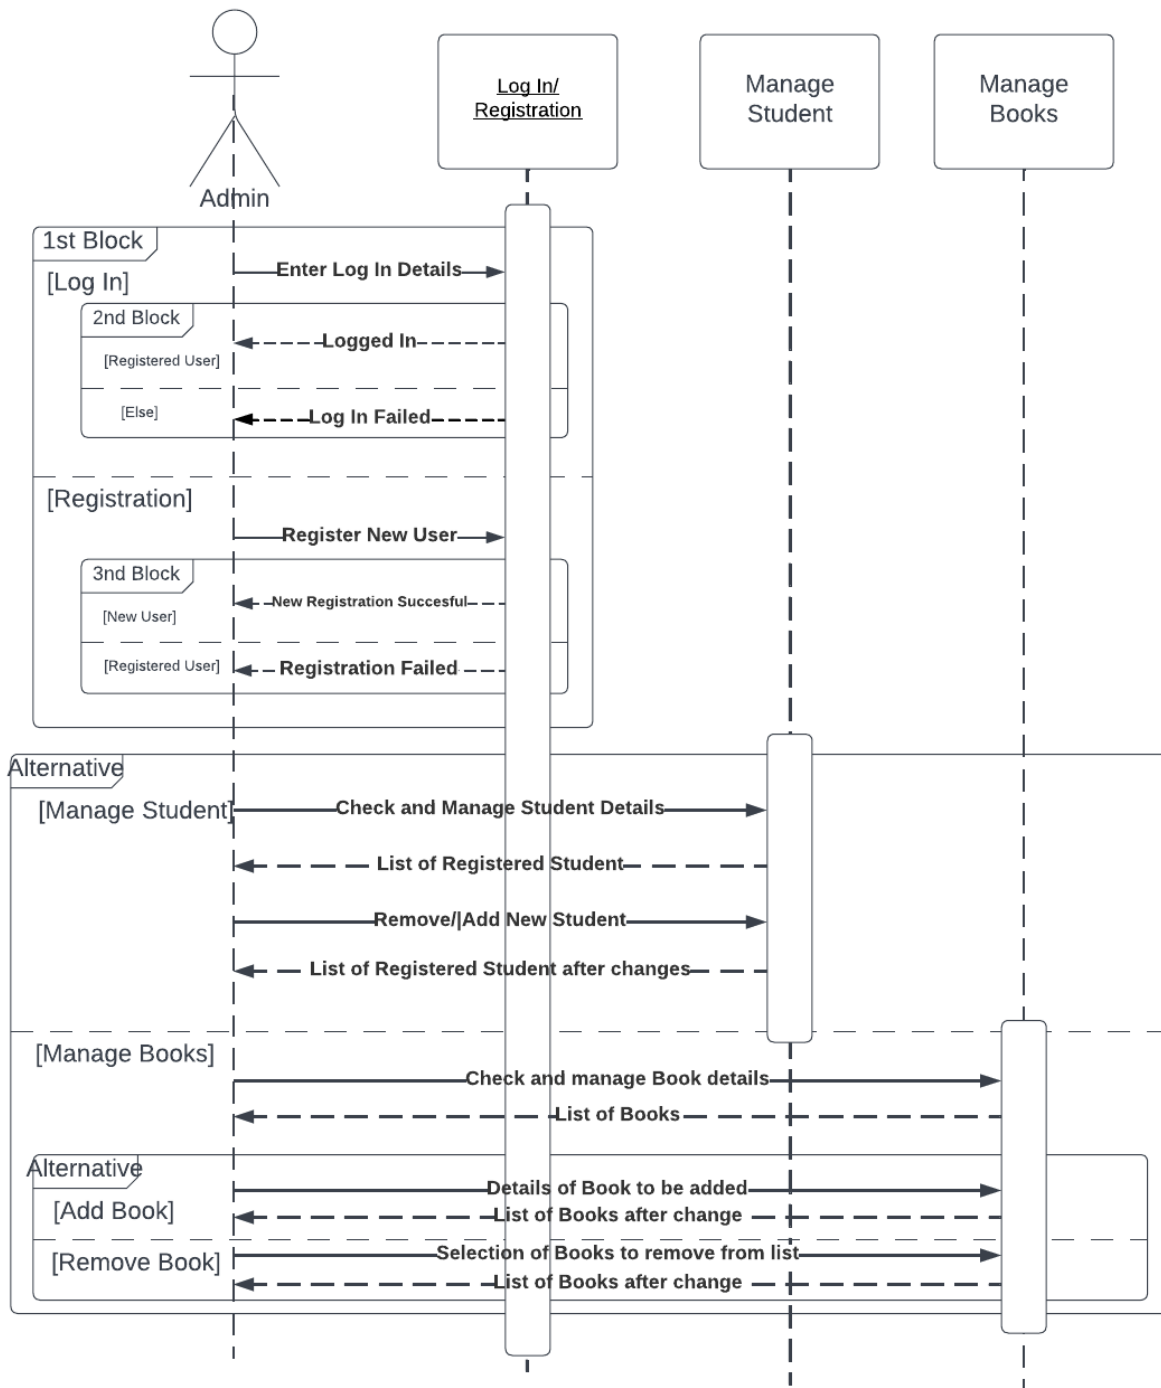 Log In/
Registration
Manage
Student
Manage
Books
Admin
1st Block
[Log In]
Enter Log In Details
2nd Block
Logged In
[Registered User]
[Else]
Log In Failed
[Registration]
Register New User
3nd Block
New Registration Succesful
[New User]
[Registered User]
Registration Failed
Alternative
[Manage Student]
Check and Manage Student Details
List of Registered Student
Remove/|Add New Student
List of Registered Student after changes
[Manage Books]
Check and manage Book details
List of Books
Alternative
Details of Book to be added
[Add Book]
List of Books after change
[Remove Book]
Selection of Books to remove from list
List of Books after change